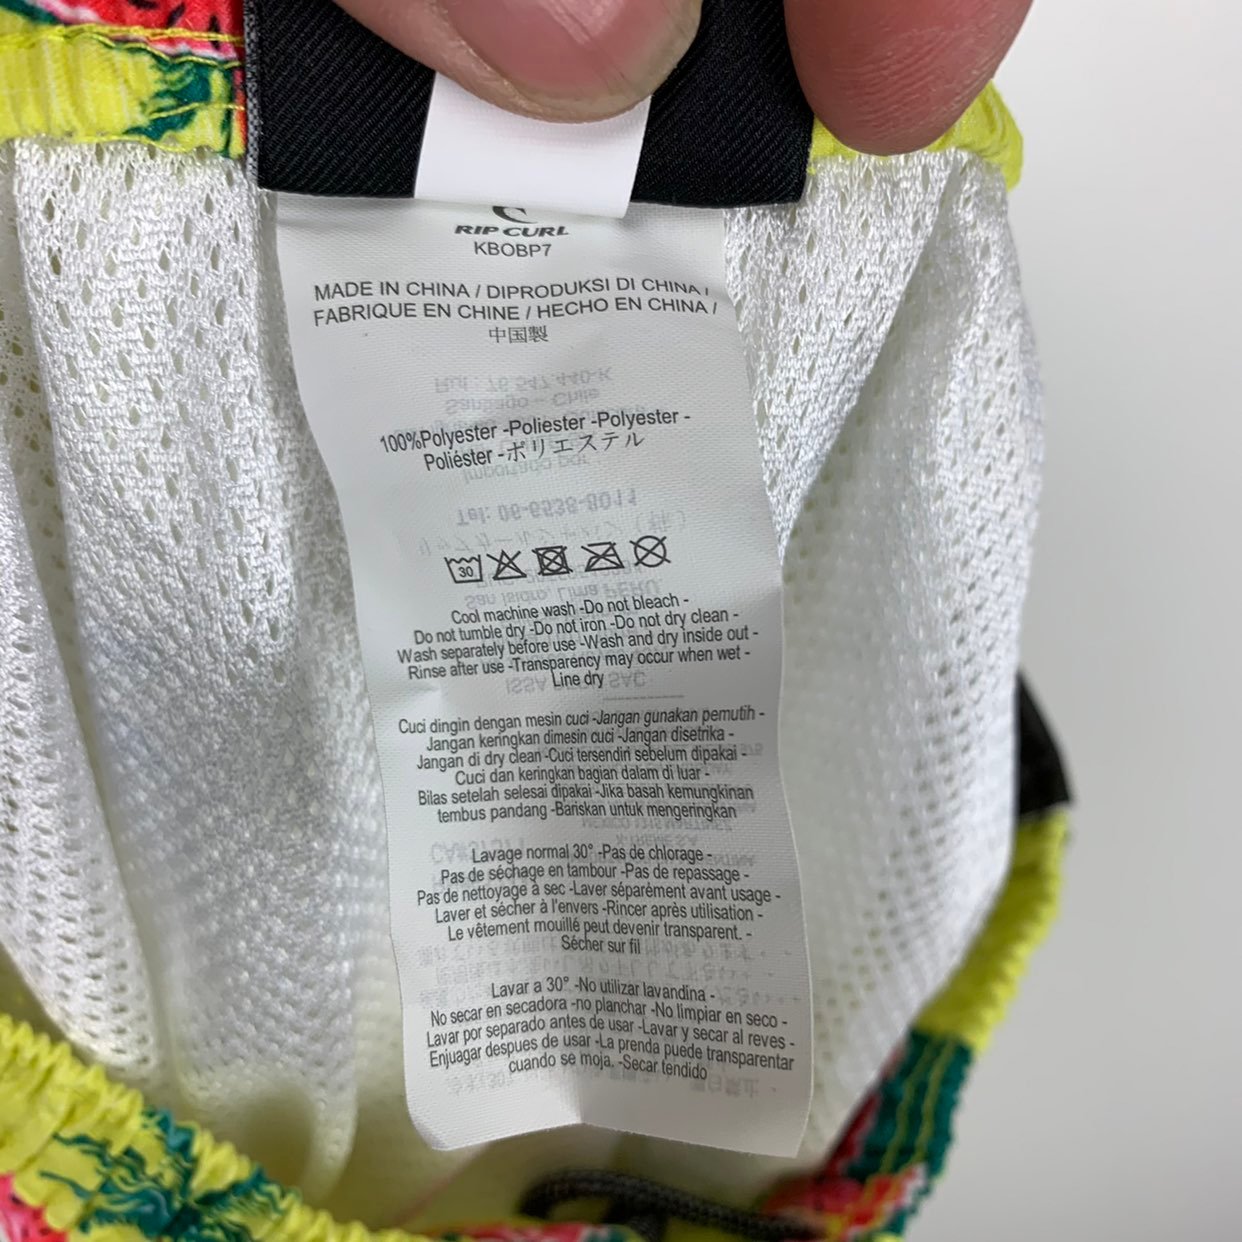 RIP CURL
KBOBP7
MADE IN CHINA / DIPRODUKSI DI CHINA /
FABRIQUE EN CHINE / HECHO EN CHINA /
中国製
100%Polyester -Poliester -Polyester -
Poliéster -ポリエステル
30
Cool machine wash -Do not bleach -
Do not tumble dry -Do not iron -Do not dry clean -
Wash separately before use -Wash and dry inside out -
Rinse after use -Transparency may occur when wet -
Line dry
Cuci dingin dengan mesin cuci -Jangan gunakan pemutih -
Jangan keringkan dimesin cuci -Jangan disetrika -
Jangan di dry clean -Cuci tersendiri sebelum dipakai -
Cuci dan keringkan bagian dalam di luar -
Bilas setelah selesai dipakai -Jika basah kemungkinan
tembus pandang -Bariskan untuk mengeringkan
Lavage normal 30° -Pas de chlorage -
Pas de séchage en tambour -Pas de repassage -
Pas de nettoyage à sec -Laver séparèment avant usage -
Laver et sécher à l'envers -Rincer après utilisation -
Le vêtement mouillé peut devenir transparent. -
Sécher sur fil
Lavar a 30° -No utilizar lavandina -
No secar en secadora -no planchar -No limpiar en seco -
Lavar por separado antes de usar -Lavar y secar al reves -
Enjuagar despues de usar -La prenda puede transparentar
cuando se moja. -Secar tendido